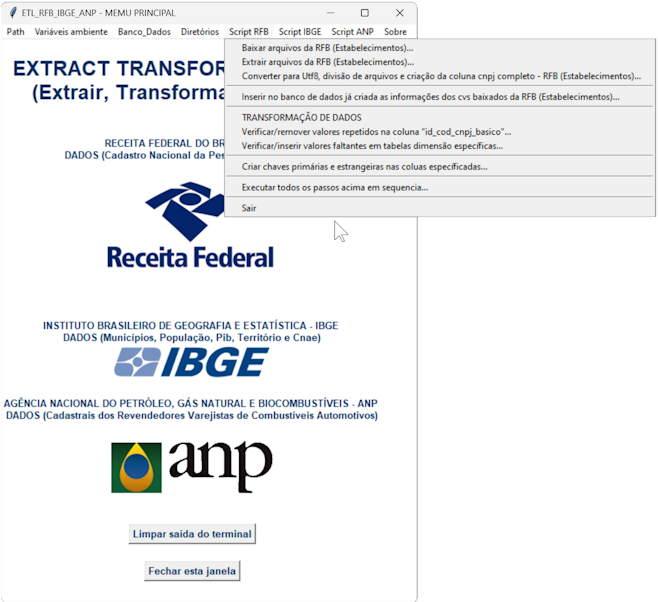 ETL_RFB_IBGE_ANP - MEMU PRINCIPAL
Path Variáveis ambiente Banco_Dados Diretórios Script RFB Script IBGE Script ANP Sobre
Baixar arquivos da RFB (Estabelecimentos)...
Extrair arquivos da RFB (Estabelecimentos)...
Converter para Utf8, divisão de arquivos e criação da coluna cnpj completo - RFB (Estabelecimentos)...
Inserir no banco de dados já criada as informações dos cvs baixados da RFB (Estabelecimentos)...
TRANSFORMAÇÃO DE DADOS
Verificar/remover valores repetidos na coluna "id_cod_cnpj_basico"...
Verificar/inserir valores faltantes em tabelas dimensão específicas...
Criar chaves primárias e estrangeiras nas coluas especificadas...
Executar todos os passos acima em sequencia...
Sair
EXTRACT TRANSFOR
(Extrair, Transforma
RECEITA FEDERAL DO BR
DADOS (Cadastro Nacional da Pes
Receita Federal
INSTITUTO BRASILEIRO DE GEOGRAFIA E ESTATÍSTICA - IBGE
DADOS (Municípios, População, Pib, Território e Cnae)
IBGE
AGÊNCIA NACIONAL DO PETRÓLEO, GÁS NATURAL E BIOCOMBUSTÍVEIS - ANP
DADOS (Cadastrais dos Revendedores Varejistas de Combustíveis Automotivos)
anp
Limpar saída do terminal
Fechar esta janela